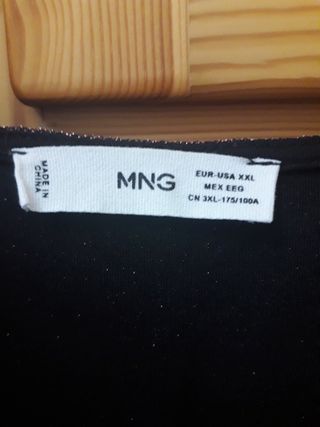 MADE IN
CHINA
MNG
EUR-USA XXL
MEX EEG
CN 3XL-175/100A